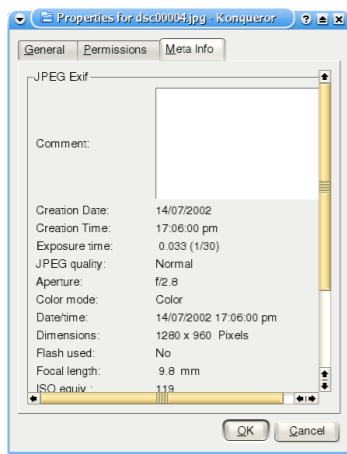 Properties for dsc00004.jpg - Konqueror
General Permissions Meta Info
JPEG Exif
Comment:
Creation Date: 14/07/2002
Creation Time: 17:06:00 pm
Exposure time: 0.033 (1/30)
JPEG quality: Normal
Aperture: f/2.8
Color mode: Color
Date/time: 14/07/2002 17:06:00 pm
Dimensions: 1280 x 960 Pixels
Flash used: No
Focal length: 9.8 mm
ISO equiv.: 119
OK Cancel